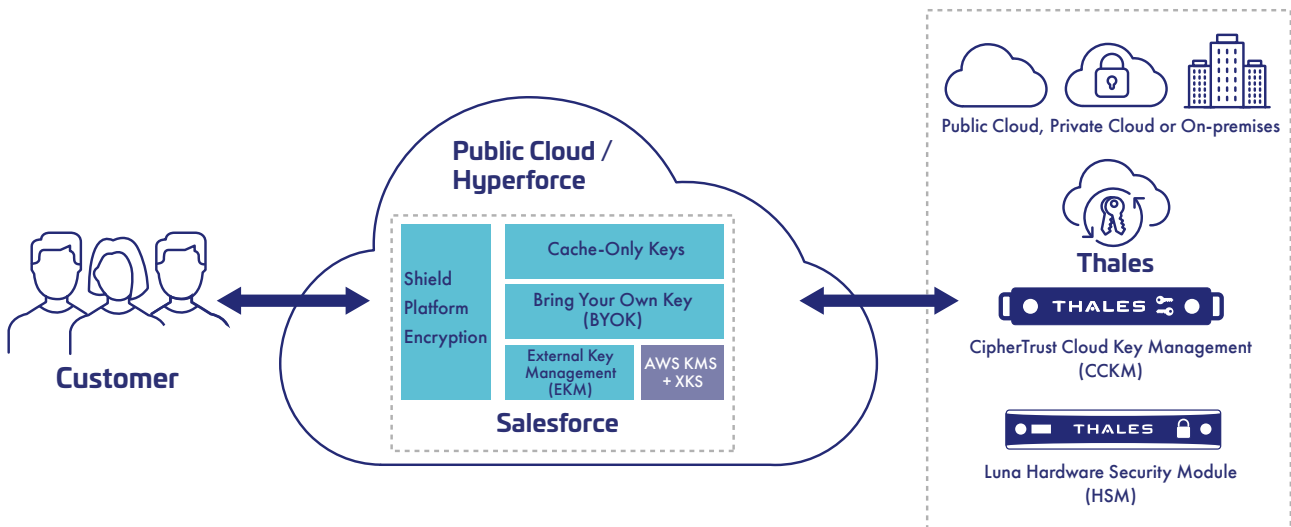 Customer
Public Cloud /
Hyperforce
Shield
Platform
Encryption
Cache-Only Keys
Bring Your Own Key
(BYOK)
External Key
Management
(EKM)
AWS KMS
+ XKS
Salesforce
Public Cloud, Private Cloud or On-premises
Thales
THALES
CipherTrust Cloud Key Management
(CCKM)
THALES
Luna Hardware Security Module
(HSM)